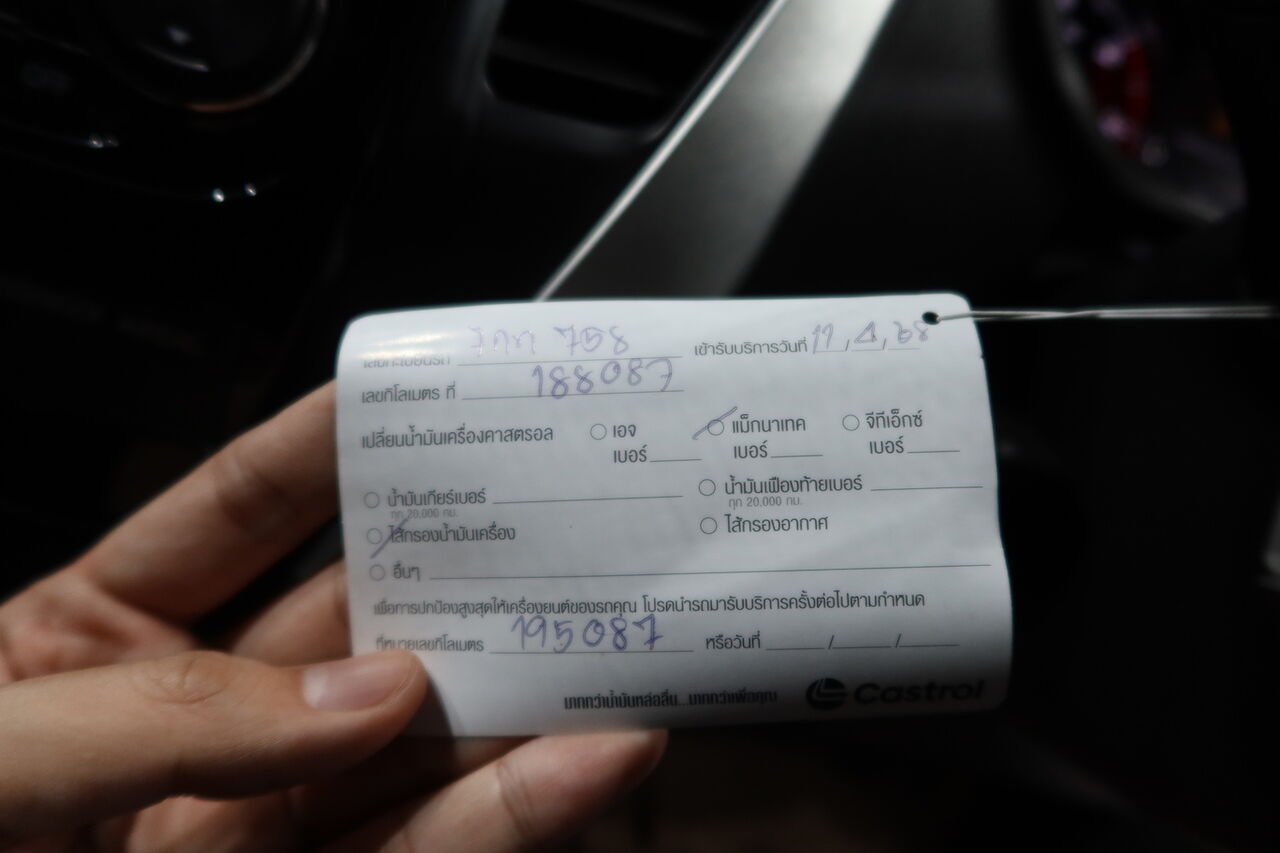 เลขทะเบียนรถ 758 เข้ารับบริการวันที่ 11 / 4 / 68
เลขกิโลเมตร ที่ 188087
เปลี่ยนน้ำมันเครื่องคาสตรอล เอจ แม็กนาเทค จีทีเอ็กซ์
เบอร์ เบอร์ เบอร์
น้ำมันเกียร์เบอร์ น้ำมันเฟืองท้ายเบอร์
ทุก 20,000 กม. ทุก 20,000 กม.
ไส้กรองน้ำมันเครื่อง ไส้กรองอากาศ
อื่นๆ
เพื่อการปกป้องสูงสุดให้เครื่องยนต์ของรถคุณ โปรดนำรถมารับบริการครั้งต่อไปตามกำหนด
ที่หมายเลขกิโลเมตร 195087 หรือวันที่ / /
มากกว่าน้ำมันหล่อลื่น...มากกว่าเพื่อคุณ Castrol